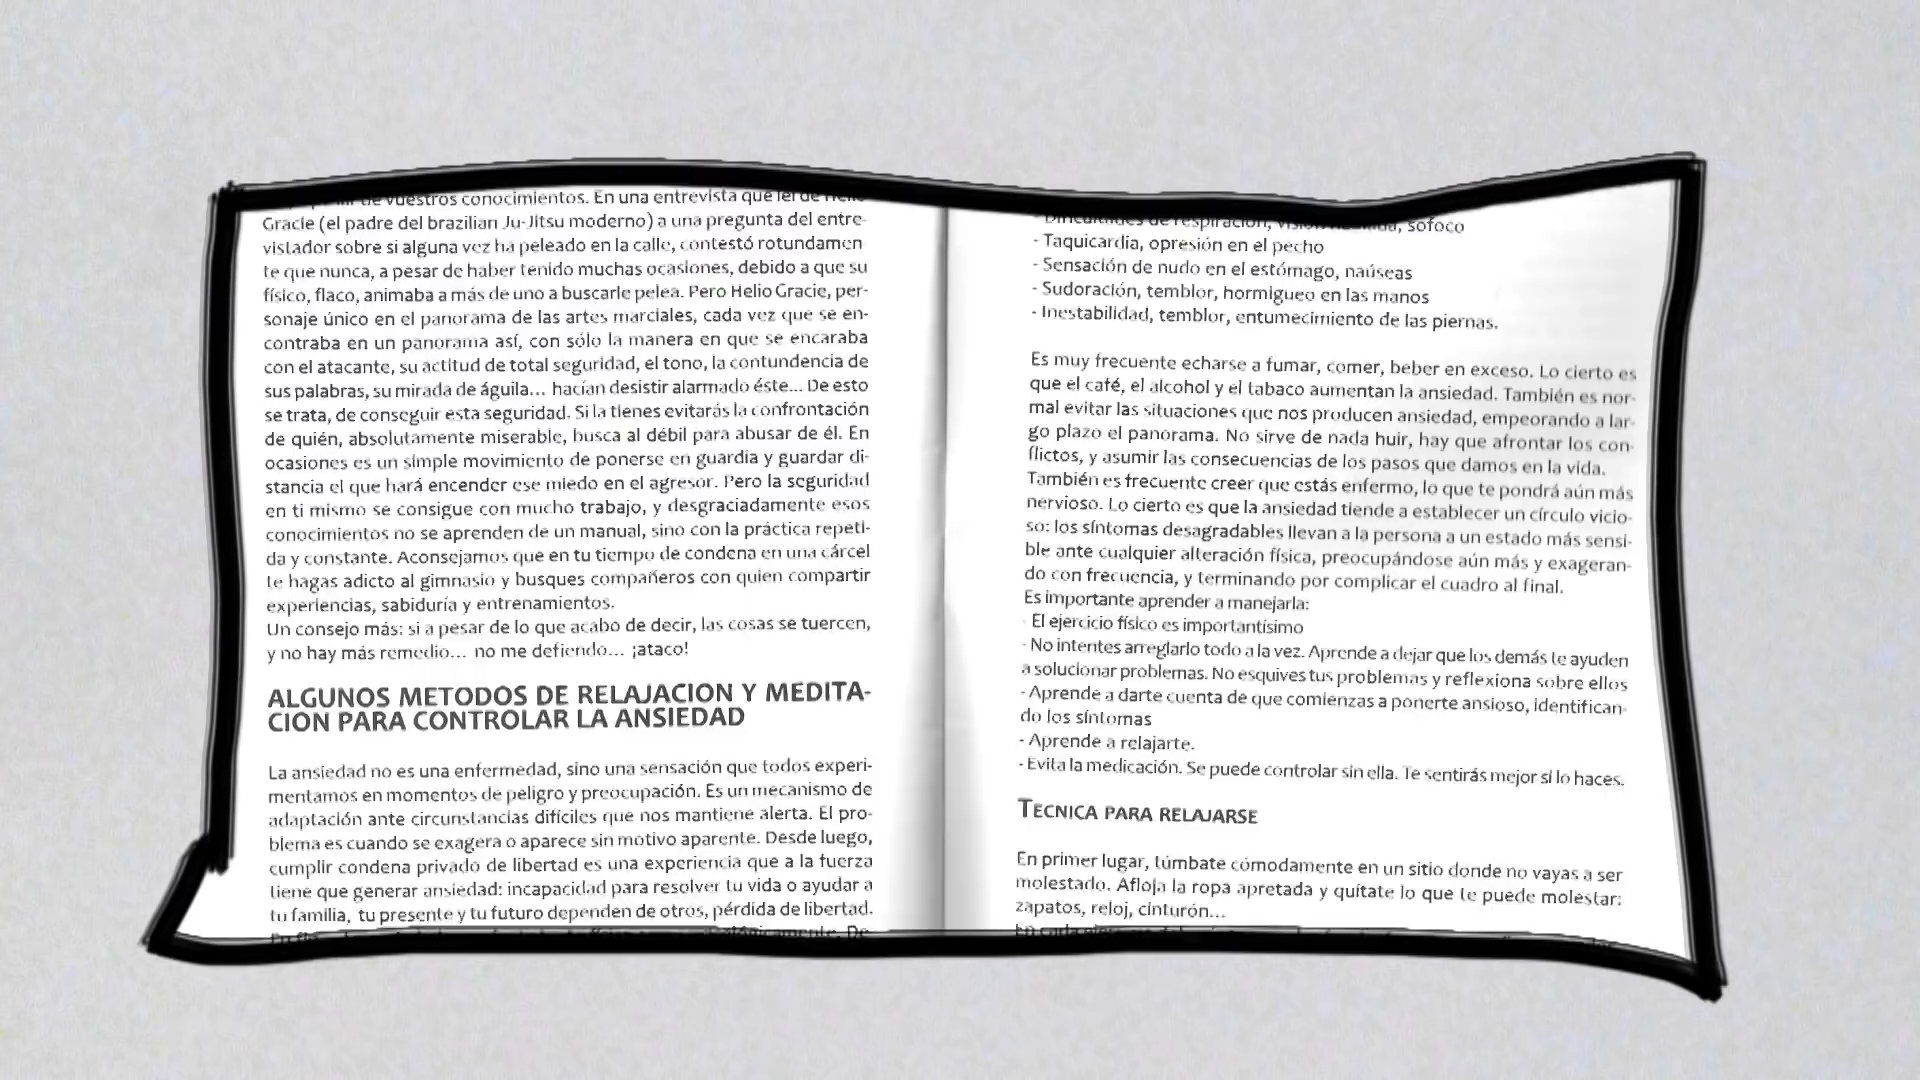 de vuestros conocimientos. En una entrevista que leí de Helio
Gracie (el padre del brazilian Ju-Jitsu moderno) a una pregunta del entre-
vistador sobre si alguna vez ha peleado en la calle, contestó rotundamen
te que nunca, a pesar de haber tenido muchas ocasiones, debido a que su
físico, flaco, animaba a más de uno a buscarle pelea. Pero Helio Gracie, per-
sonaje único en el panorama de las artes marciales, cada vez que se en-
contraba en un panorama así, con sólo la manera en que se encaraba
con el atacante, su actitud de total seguridad, el tono, la contundencia de
sus palabras, su mirada de águila... hacían desistir alarmado éste... De esto
se trata, de conseguir esta seguridad. Si la tienes evitarás la confrontación
de quién, absolutamente miserable, busca al débil para abusar de él. En
ocasiones es un simple movimiento de ponerse en guardia y guardar di-
stancia el que hará encender ese miedo en el agresor. Pero la seguridad
en ti mismo se consigue con mucho trabajo, y desgraciadamente esos
conocimientos no se aprenden de un manual, sino con la práctica repeti-
da y constante. Aconsejamos que en tu tiempo de condena en una cárcel
te hagas adicto al gimnasio y busques compañeros con quien compartir
experiencias, sabiduría y entrenamientos.
Un consejo más: si a pesar de lo que acabo de decir, las cosas se tuercen,
y no hay más remedio... no me defiendo... ¡ataco!
ALGUNOS METODOS DE RELAJACION Y MEDITA-
CION PARA CONTROLAR LA ANSIEDAD
La ansiedad no es una enfermedad, sino una sensación que todos experi-
mentamos en momentos de peligro y preocupación. Es un mecanismo de
adaptación ante circunstancias difíciles que nos mantiene alerta. El pro-
blema es cuando se exagera o aparece sin motivo aparente. Desde luego,
cumplir condena privado de libertad es una experiencia que a la fuerza
tiene que generar ansiedad: incapacidad para resolver tu vida o ayudar a
tu familia, tu presente y tu futuro dependen de otros, pérdida de libertad.
- Dificultades de respiración, sofoco
- Taquicardia, opresión en el pecho
- Sensación de nudo en el estómago, naúseas
- Sudoración, temblor, hormigueo en las manos
- Inestabilidad, temblor, entumecimiento de las piernas.
Es muy frecuente echarse a fumar, comer, beber en exceso. Lo cierto es
que el café, el alcohol y el tabaco aumentan la ansiedad. También es nor-
mal evitar las situaciones que nos producen ansiedad, empeorando a lar-
go plazo el panorama. No sirve de nada huir, hay que afrontar los con-
flictos, y asumir las consecuencias de los pasos que damos en la vida.
También es frecuente creer que estás enfermo, lo que te pondrá aún más
nervioso. Lo cierto es que la ansiedad tiende a establecer un círculo vicio-
so: los síntomas desagradables llevan a la persona a un estado más sensi-
ble ante cualquier alteración física, preocupándose aún más y exageran-
do con frecuencia, y terminando por complicar el cuadro al final.
Es importante aprender a manejarla:
- El ejercicio físico es importantísimo
- No intentes arreglarlo todo a la vez. Aprende a dejar que los demás te ayuden
a solucionar problemas. No esquives tus problemas y reflexiona sobre ellos
- Aprende a darte cuenta de que comienzas a ponerte ansioso, identifican-
do los síntomas
- Aprende a relajarte.
- Evita la medicación. Se puede controlar sin ella. Te sentirás mejor si lo haces.
TECNICA PARA RELAJARSE
En primer lugar, túmbate cómodamente en un sitio donde no vayas a ser
molestado. Afloja la ropa apretada y quítate lo que te puede molestar:
zapatos, reloj, cinturón...